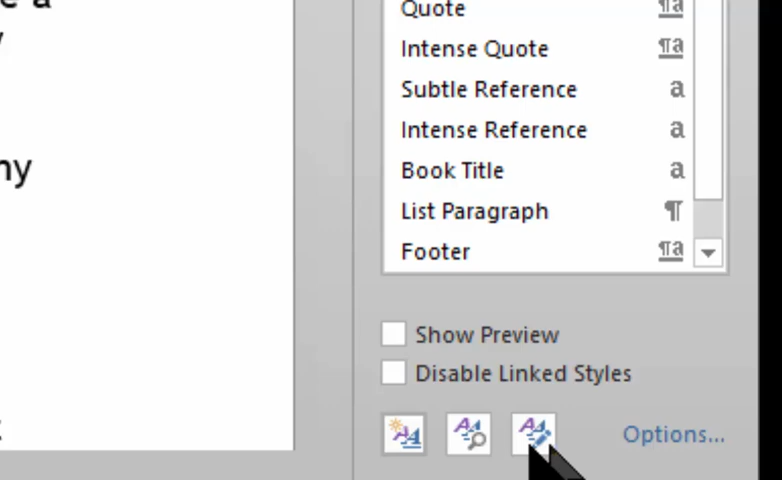 Quote
Intense Quote
Subtle Reference
Intense Reference
Book Title
List Paragraph
Footer
Show Preview
Disable Linked Styles
Options...